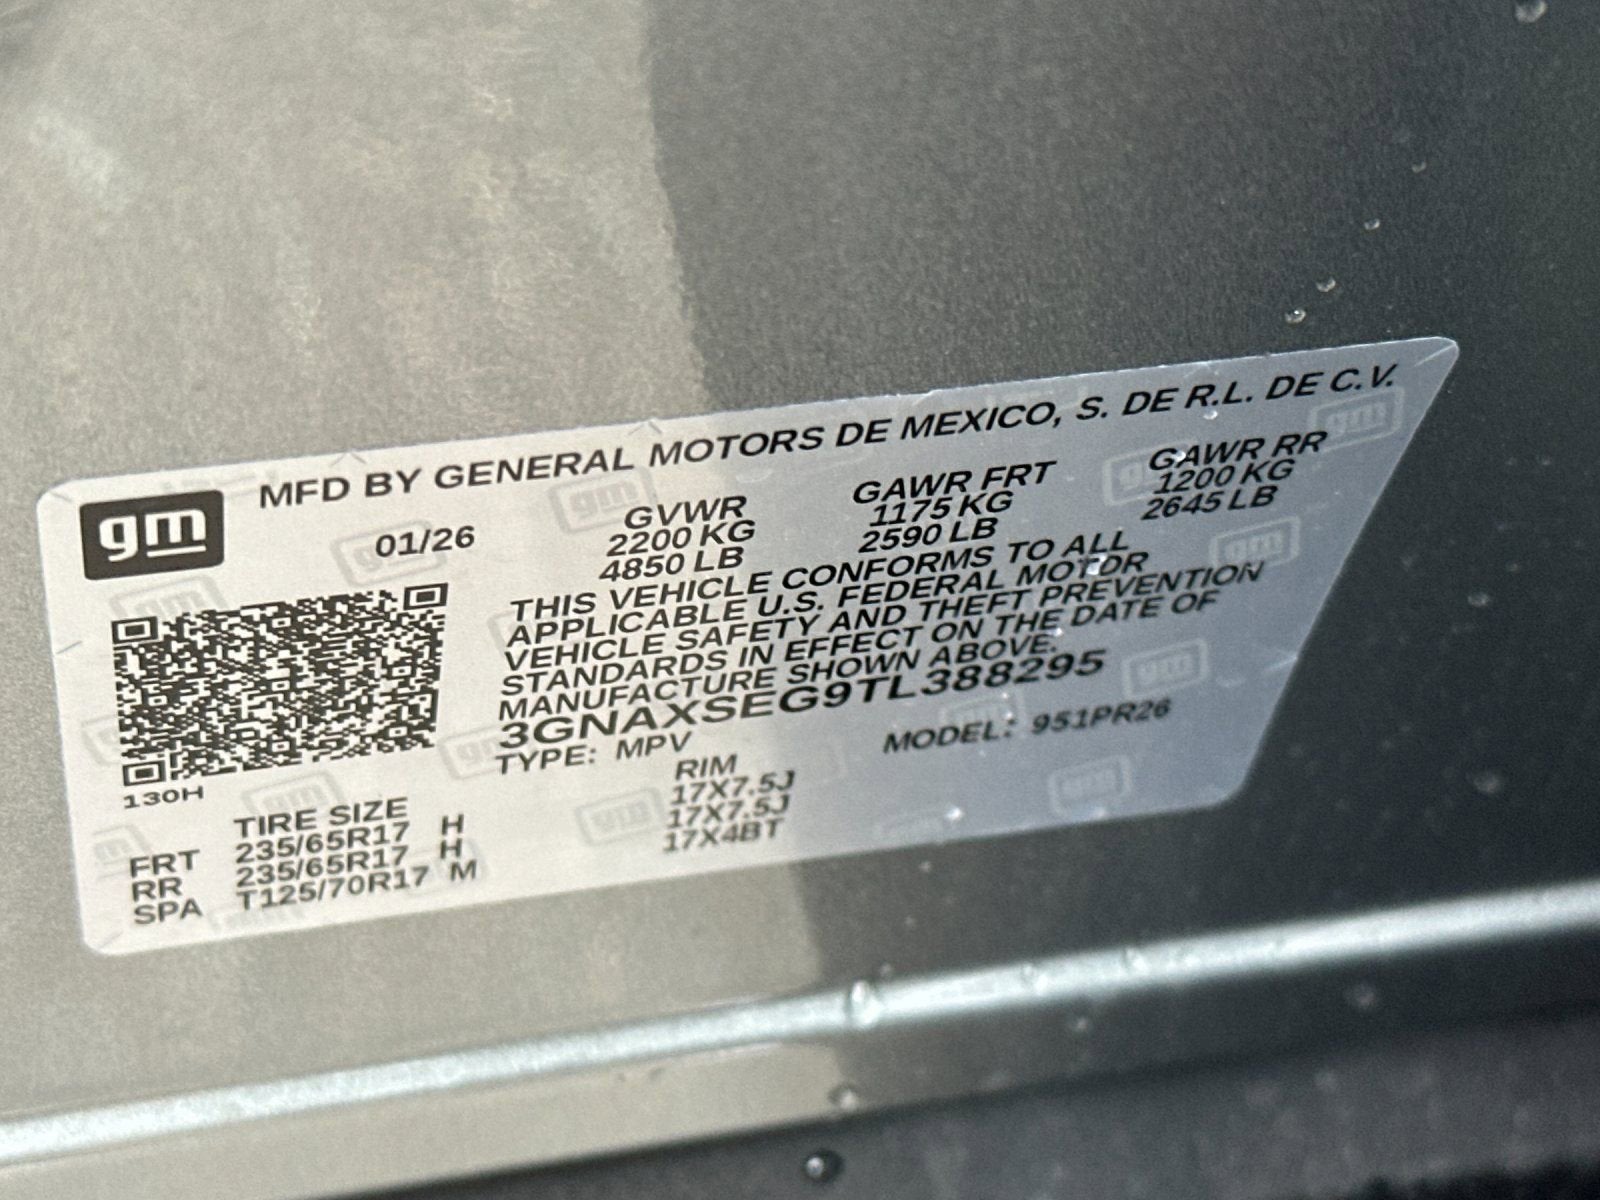 gm
MFD BY GENERAL MOTORS DE MEXICO, S. DE R.L. DE C.V.
01/26
GVWR GAWR FRT GAWR RR
2200 KG 1175 KG 1200 KG
4850 LB 2590 LB 2645 LB
THIS VEHICLE CONFORMS TO ALL
APPLICABLE U.S. FEDERAL MOTOR
VEHICLE SAFETY AND THEFT PREVENTION
STANDARDS IN EFFECT ON THE DATE OF
MANUFACTURE SHOWN ABOVE.
3GNAXSEG9TL388295
TYPE: MPV MODEL: 951PR26
130H
TIRE SIZE RIM
FRT 235/65R17 H 17X7.5J
RR 235/65R17 H 17X7.5J
SPA T125/70R17 M 17X4BT